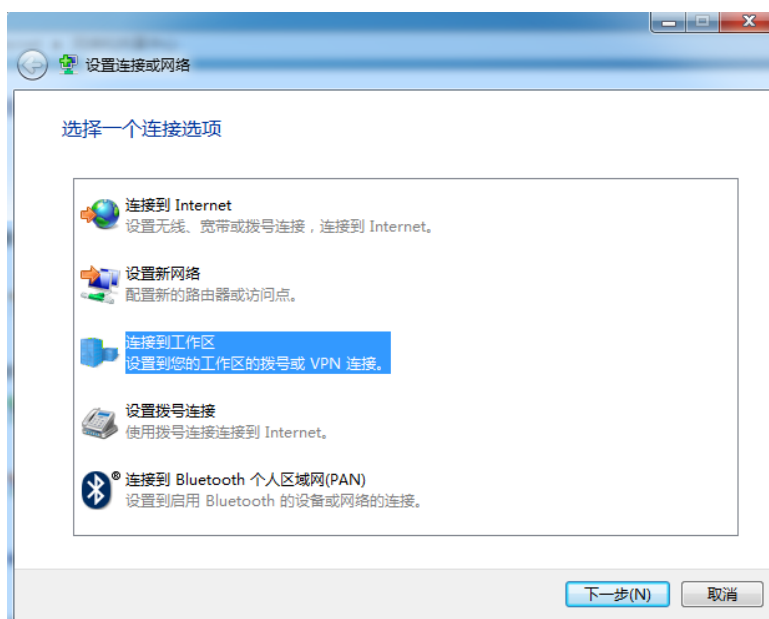 设置连接或网络
选择一个连接选项
连接到 Internet
设置无线、宽带或拨号连接，连接到 Internet。
设置新网络
配置新的路由器或访问点。
连接到工作区
设置到您的工作区的拨号或 VPN 连接。
设置拨号连接
使用拨号连接连接到 Internet。
® 连接到 Bluetooth 个人区域网(PAN)
设置到启用 Bluetooth 的设备或网络的连接。
下一步(N) 取消